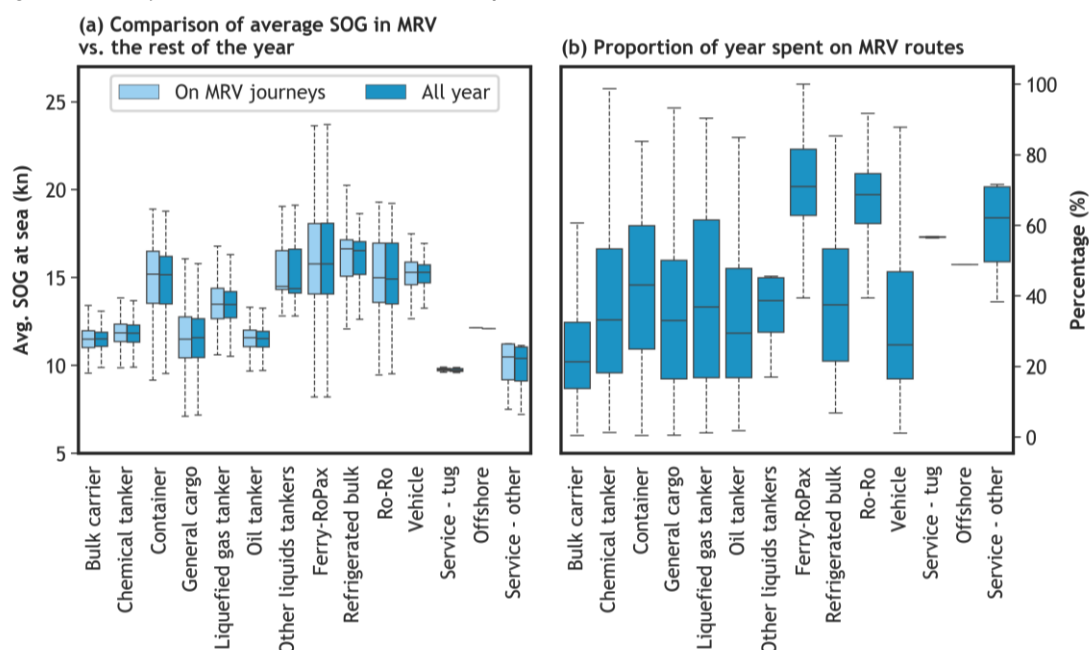 (a) Comparison of average SOG in MRV
vs. the rest of the year
On MRV journeys
All year
Avg. SOG at sea (kn)
25
20
15
10
5
Bulk carrier
Chemical tanker
Container
General cargo
Liquefied gas tanker
Oil tanker
Other liquids tankers
Ferry-RoPax
Refrigerated bulk
Ro-Ro
Vehicle
Service - tug
Offshore
Service - other
(b) Proportion of year spent on MRV routes
100
80
60
40
20
0
Percentage (%)
Bulk carrier
Chemical tanker
Container
General cargo
Liquefied gas tanker
Oil tanker
Other liquids tankers
Ferry-RoPax
Refrigerated bulk
Ro-Ro
Vehicle
Service - tug
Offshore
Service - other